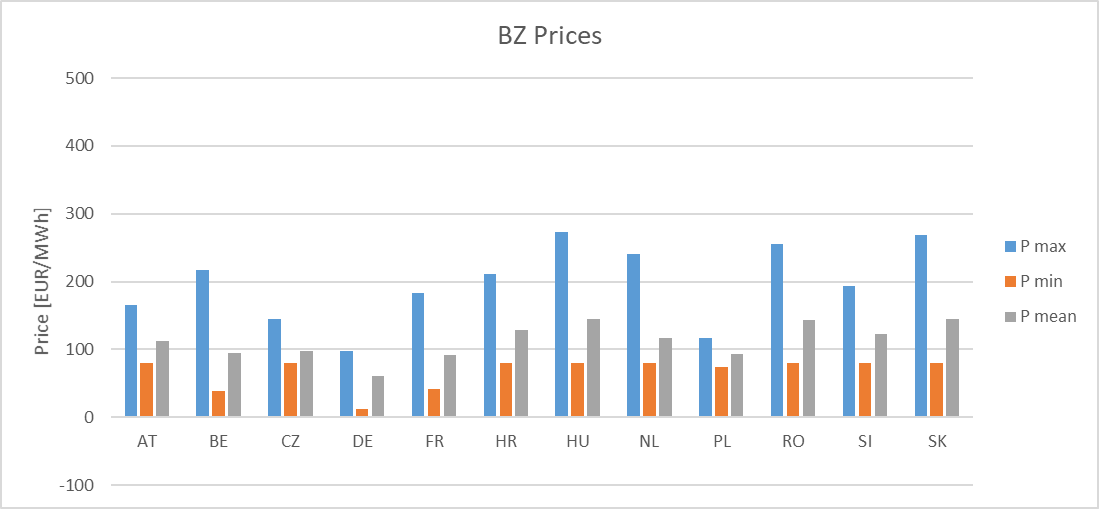 BZ Prices
Price [EUR/MWh]
500
400
300
200
100
0
-100
AT BE CZ DE FR HR HU NL PL RO SI SK
P max
P min
P mean